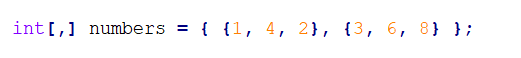 int[,] numbers = { {1, 4, 2}, {3, 6, 8} };